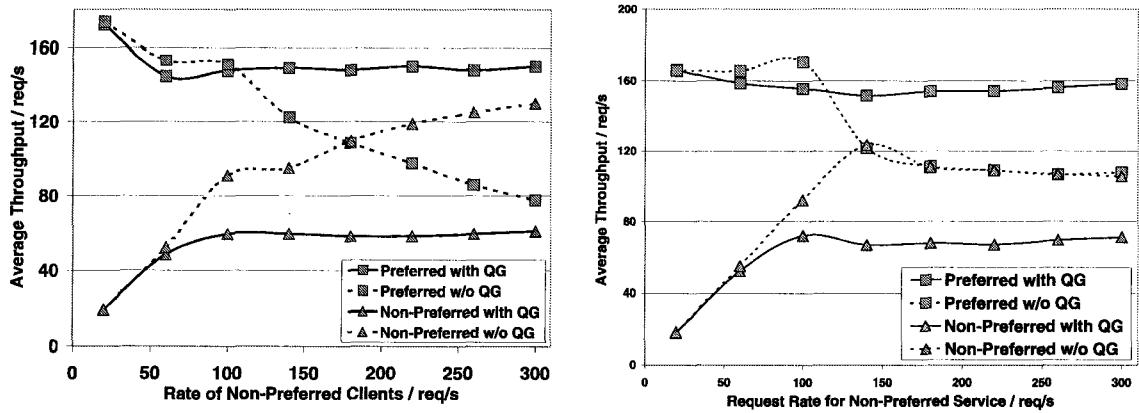 Average Throughput / req/s
160
120
80
40
0
0 50 100 150 200 250 300
Rate of Non-Preferred Clients / req/s
Preferred with QG
Preferred w/o QG
Non-Preferred with QG
Non-Preferred w/o QG
Average Throughput / req/s
200
160
120
80
40
0
0 50 100 150 200 250 300
Request Rate for Non-Preferred Service / req/s
Preferred with QG
Preferred w/o QG
Non-Preferred with QG
Non-Preferred w/o QG